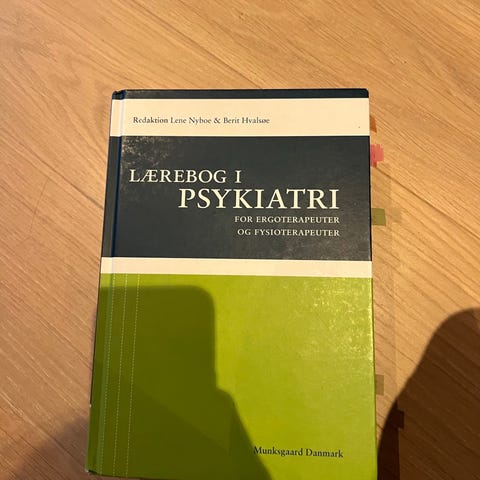 Redaktion Lene Nyboe & Berit Hvalsøe
LÆREBOG I
PSYKIATRI
FOR ERGOTERAPEUTER
OG FYSIOTERAPEUTER
Munksgaard Danmark